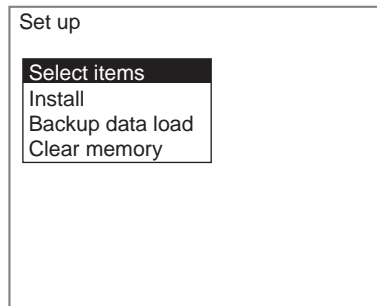 Set up
Select items
Install
Backup data load
Clear memory